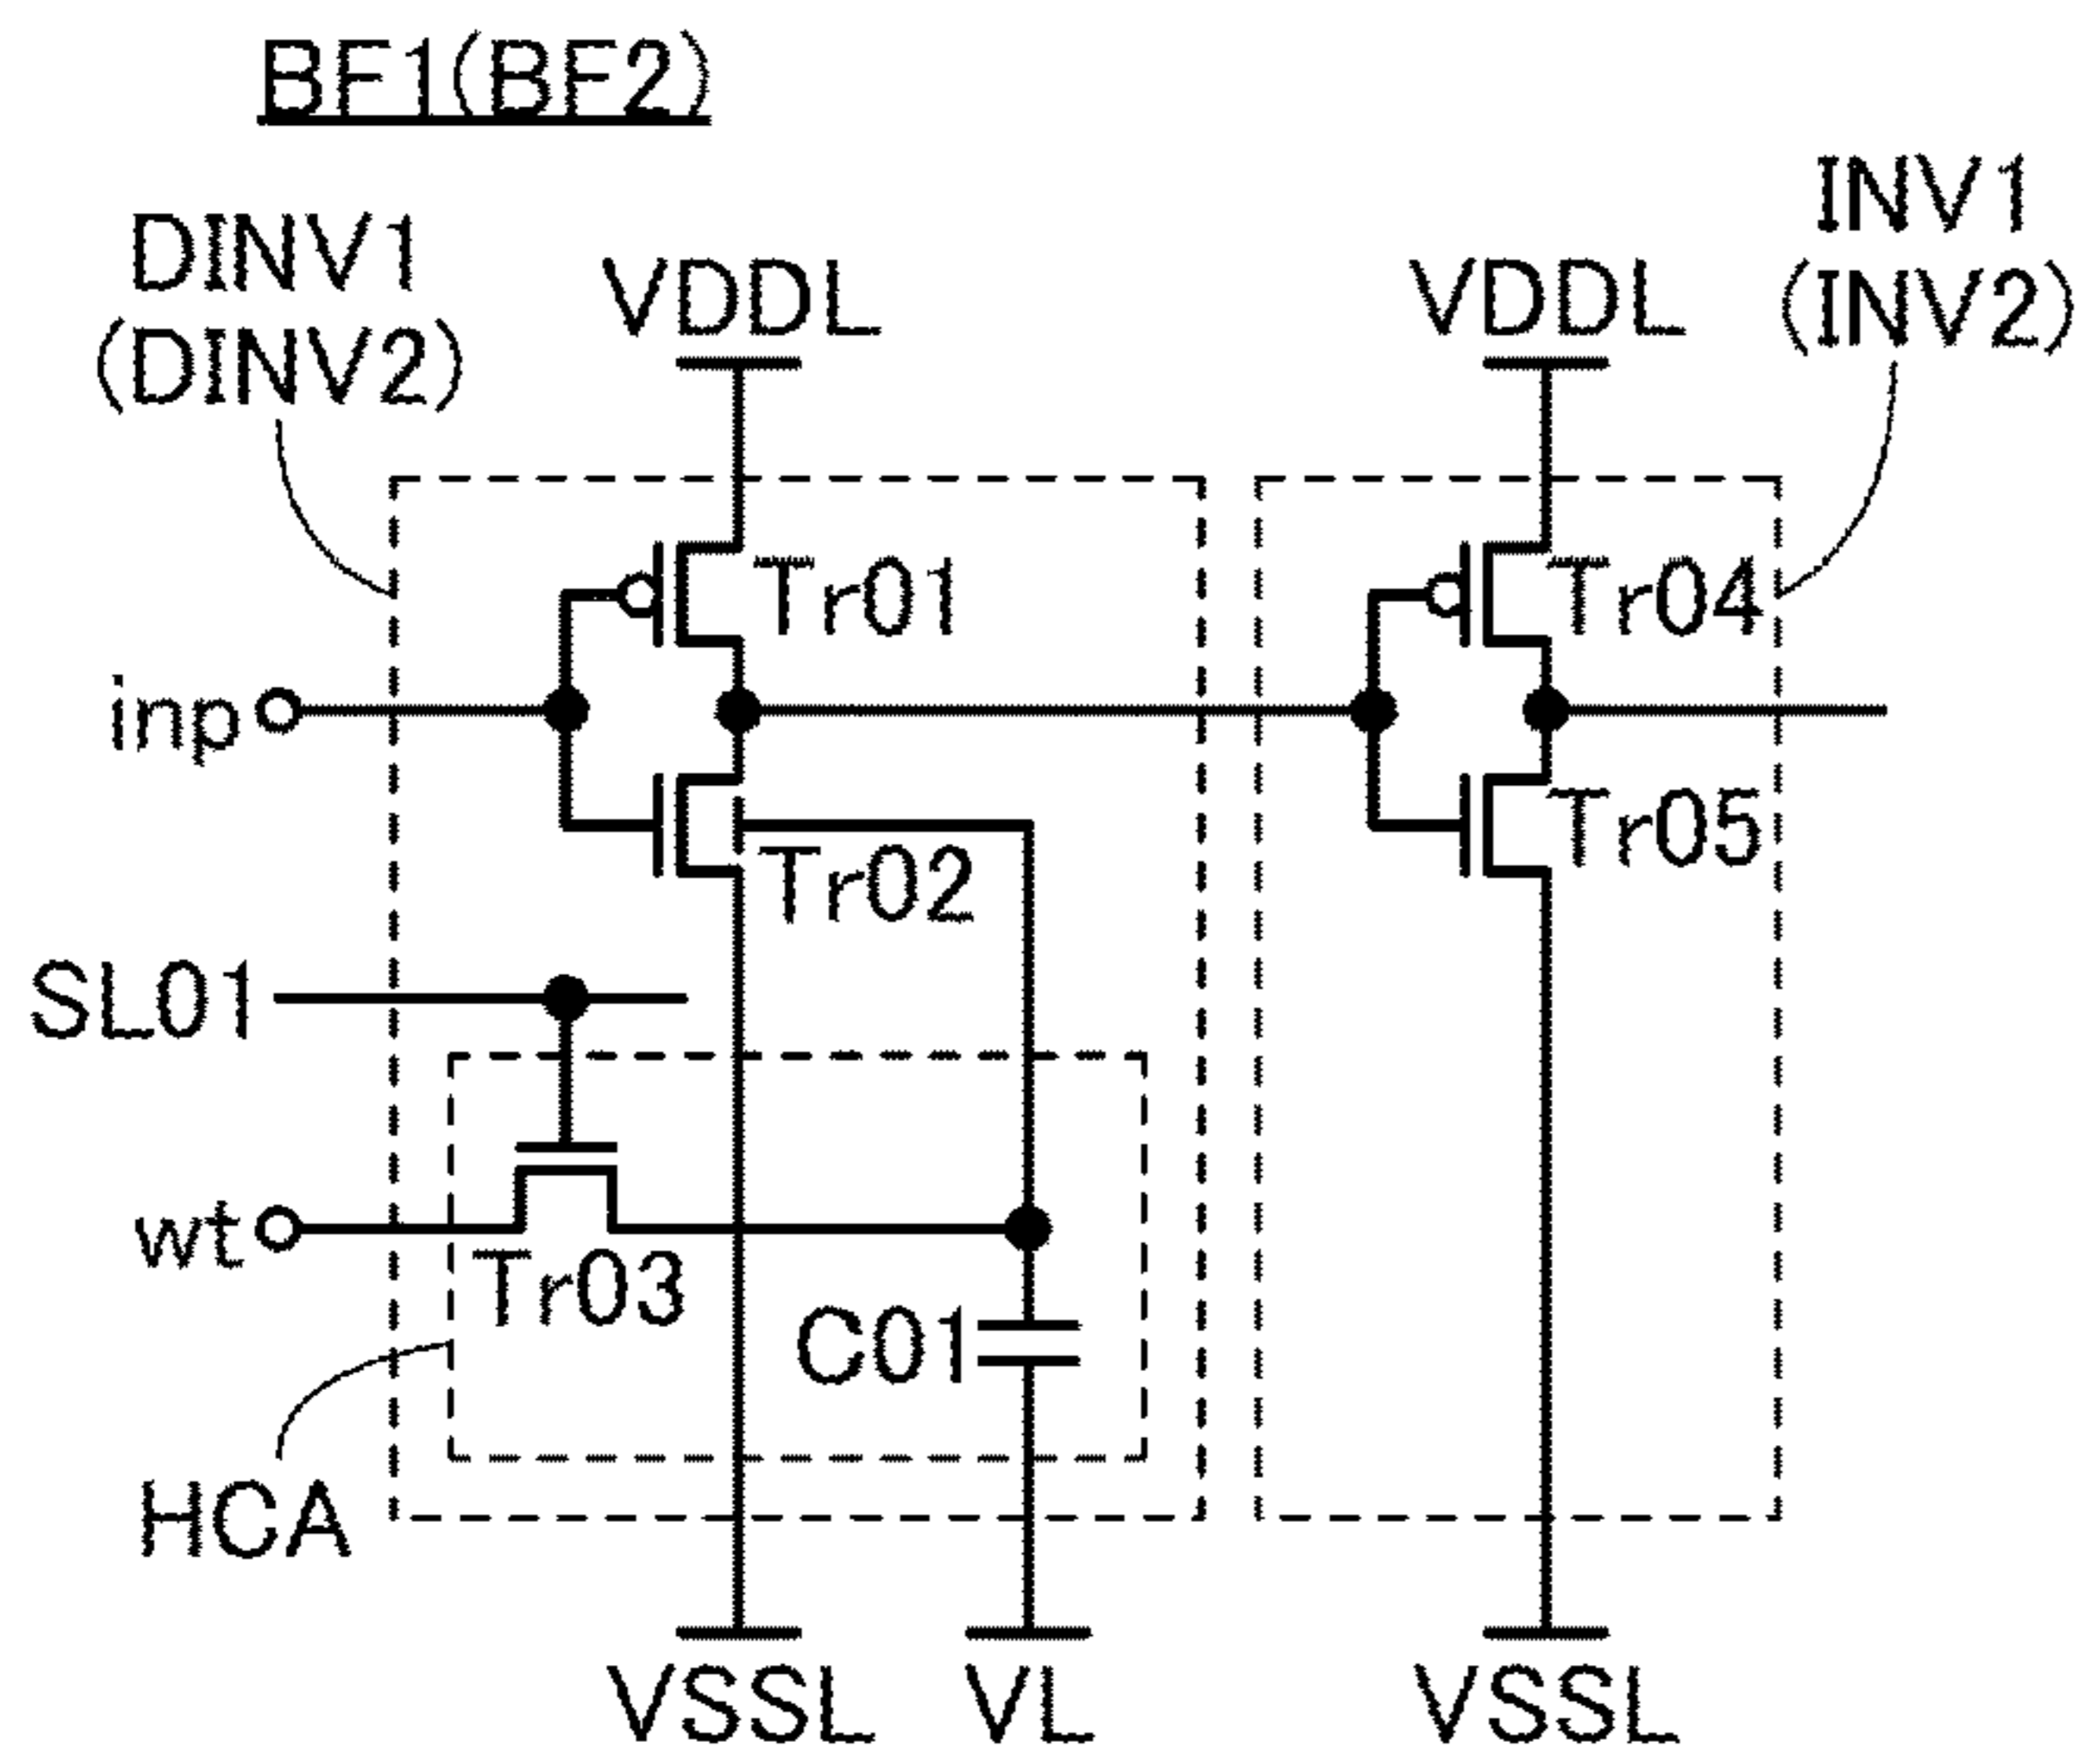 BF1(BF2)
DINV1
(DINV2)
VDDL
VDDL
INV1
(INV2)
Tr01
Tr04
inp
Tr02
Tr05
SL01
wt
Tr03
C01
HCA
VSSL
VL
VSSL